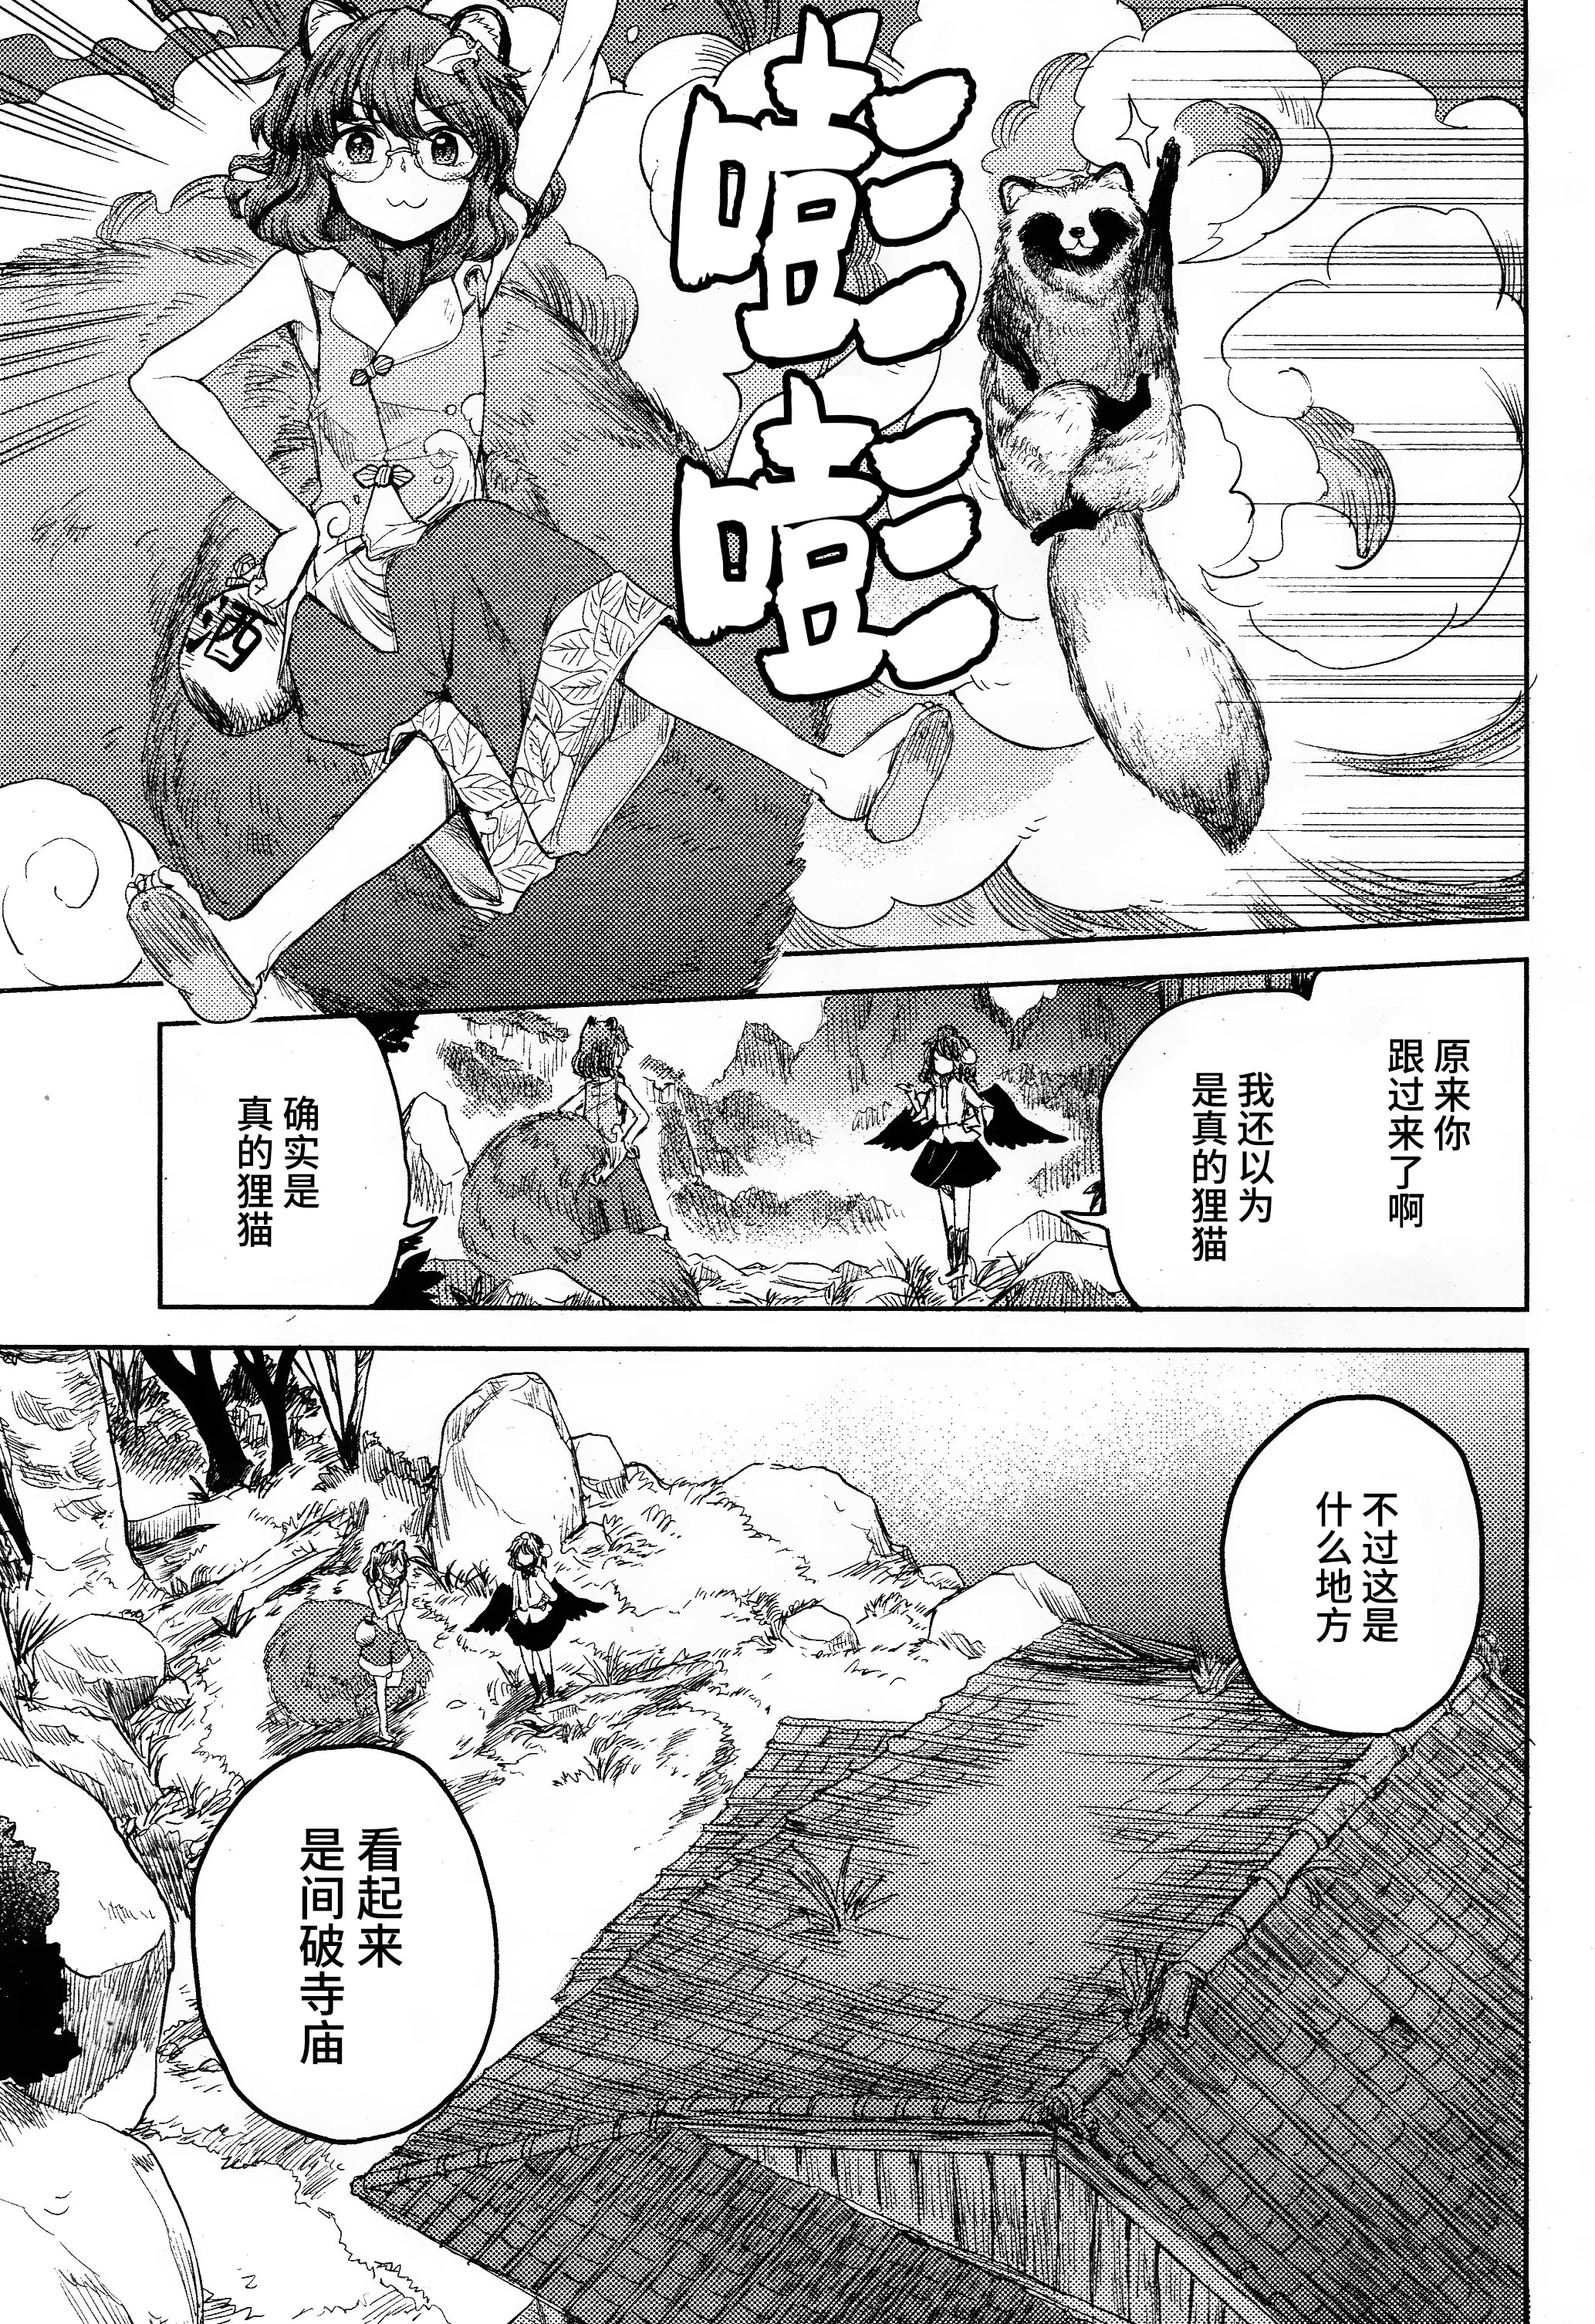 嘭
嘭
酒
原来你
跟过来了啊
我还以为
是真的狸猫
确实是
真的狸猫
不过这是
什么地方
看起来
是间破寺庙